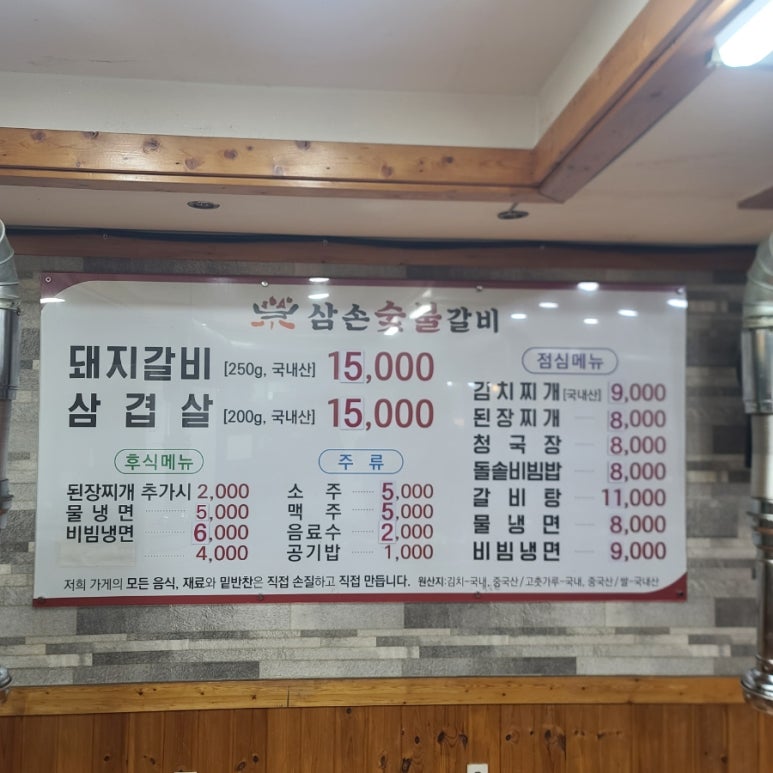 삼손숯불갈비
돼지갈비 [250g, 국내산] 15,000
삼겹살 [200g, 국내산] 15,000
후식메뉴
된장찌개 추가시 2,000
물냉면 5,000
비빔냉면 6,000
4,000
주류
소주 5,000
맥주 5,000
음료수 2,000
공기밥 1,000
점심메뉴
김치찌개 [국내산] 9,000
된장찌개 8,000
청국장 8,000
돌솥비빔밥 8,000
갈비탕 11,000
물냉면 8,000
비빔냉면 9,000
저희 가게의 모든 음식, 재료와 밑반찬은 직접 손질하고 직접 만듭니다. 원산지:김치-국내, 중국산/고춧가루-국내, 중국산/쌀-국내산